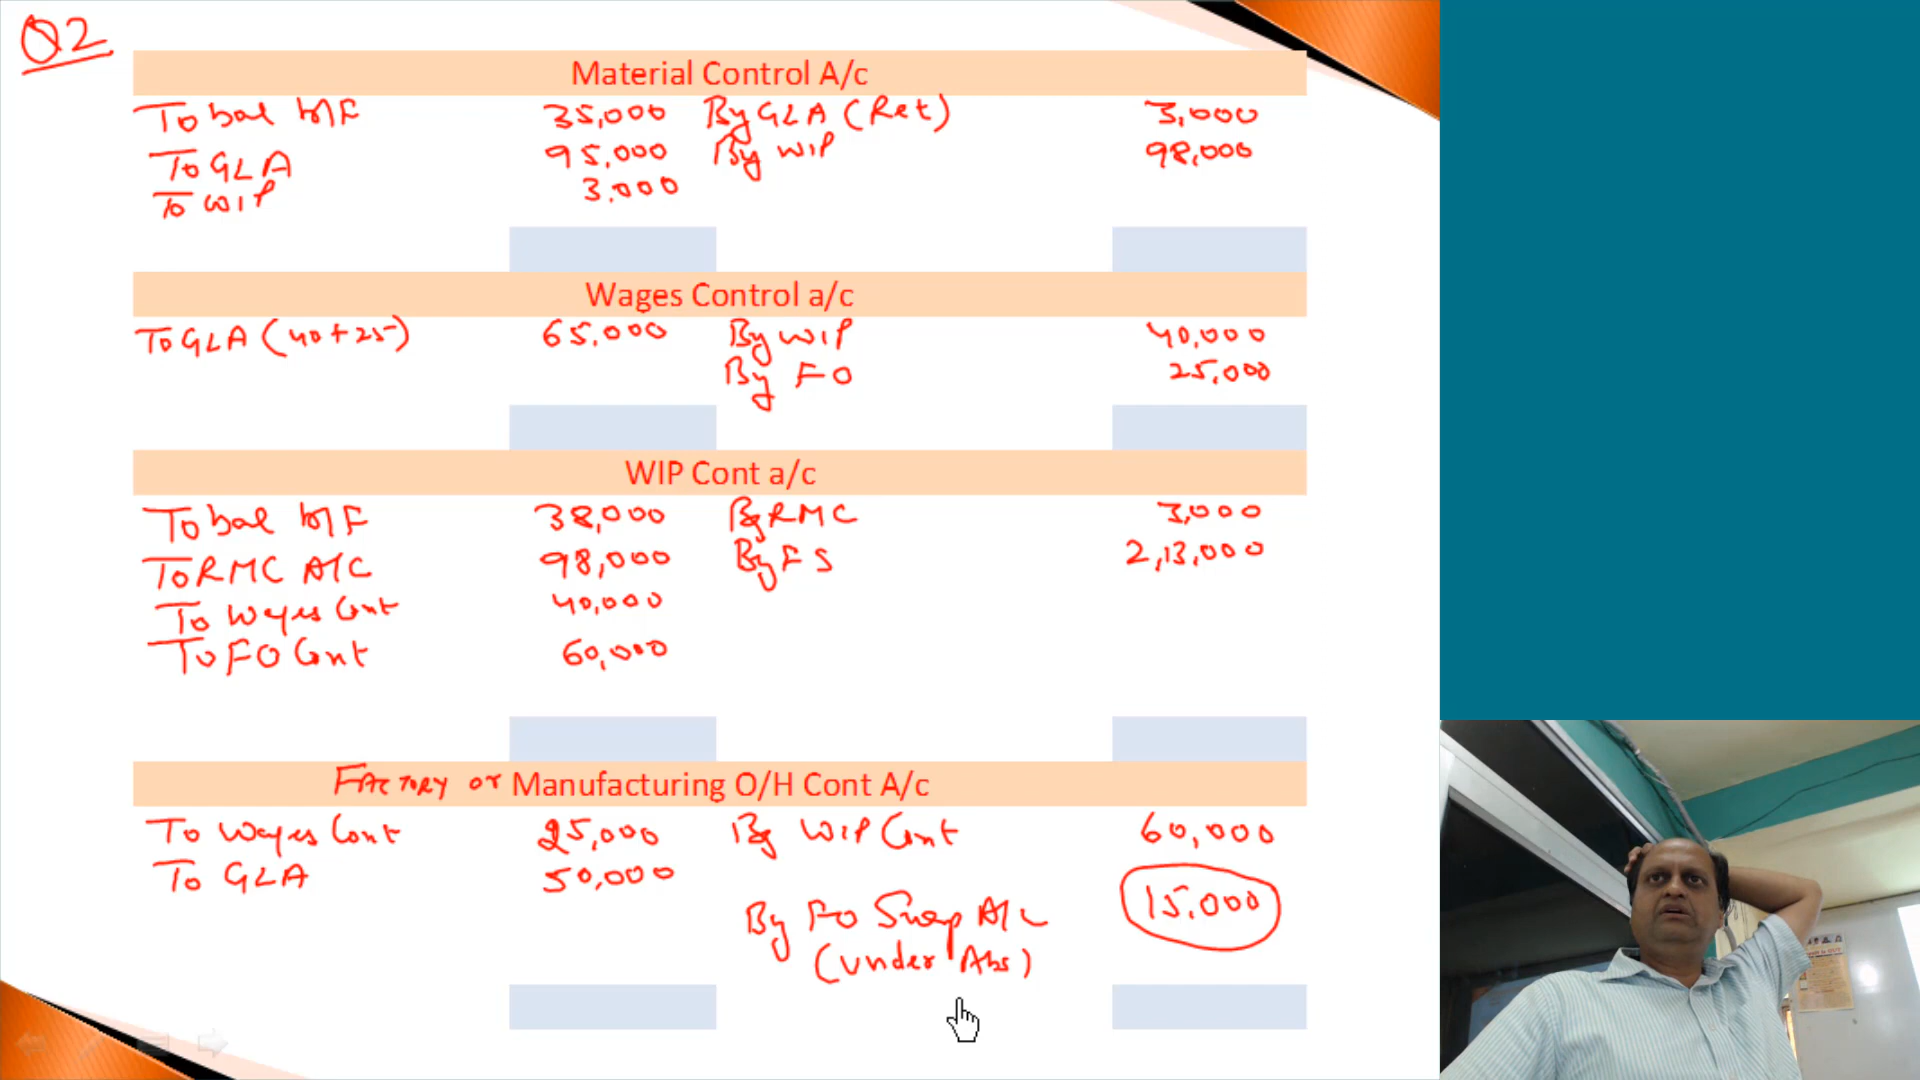 Q2
Material Control A/c
To bal b/f 35,000 By GLA (Ret) 3,000
To GLA 95,000 By WIP 98,000
To WIP 3,000
Wages Control a/c
To GLA (40+25) 65,000 By WIP 40,000
By FO 25,000
WIP Cont a/c
To bal b/f 38,000 By RMC 3,000
To RMC A/C 98,000 By FS 2,13,000
To Wages Cont 40,000
To FO Cont 60,000
FACTORY or Manufacturing O/H Cont A/c
To Wages Cont 25,000 By WIP Cont 60,000
To GLA 50,000
By FO Susp A/c 15,000
(under Abs)